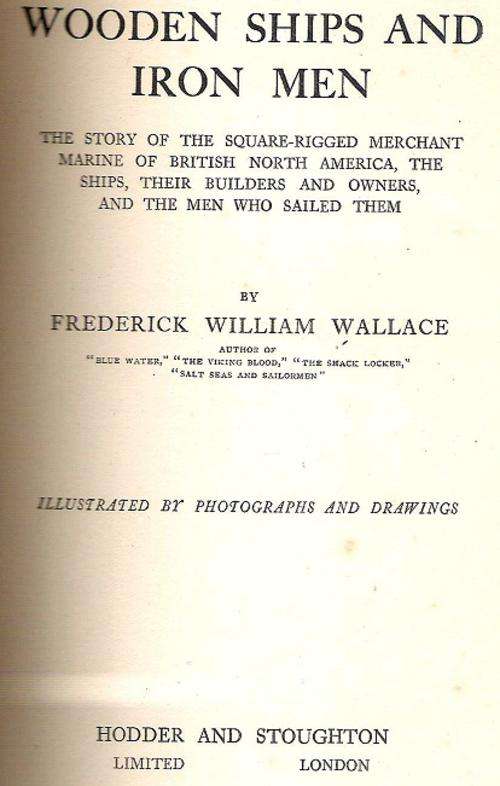 WOODEN SHIPS AND
IRON MEN
THE STORY OF THE SQUARE-RIGGED MERCHANT
MARINE OF BRITISH NORTH AMERICA, THE
SHIPS, THEIR BUILDERS AND OWNERS,
AND THE MEN WHO SAILED THEM
BY
FREDERICK WILLIAM WALLACE
AUTHOR OF
"BLUE WATER," "THE VIKING BLOOD," "THE SHACK LOCKER,"
"SALT SEAS AND SAILORMEN"
ILLUSTRATED BY PHOTOGRAPHS AND DRAWINGS
HODDER AND STOUGHTON
LIMITED LONDON